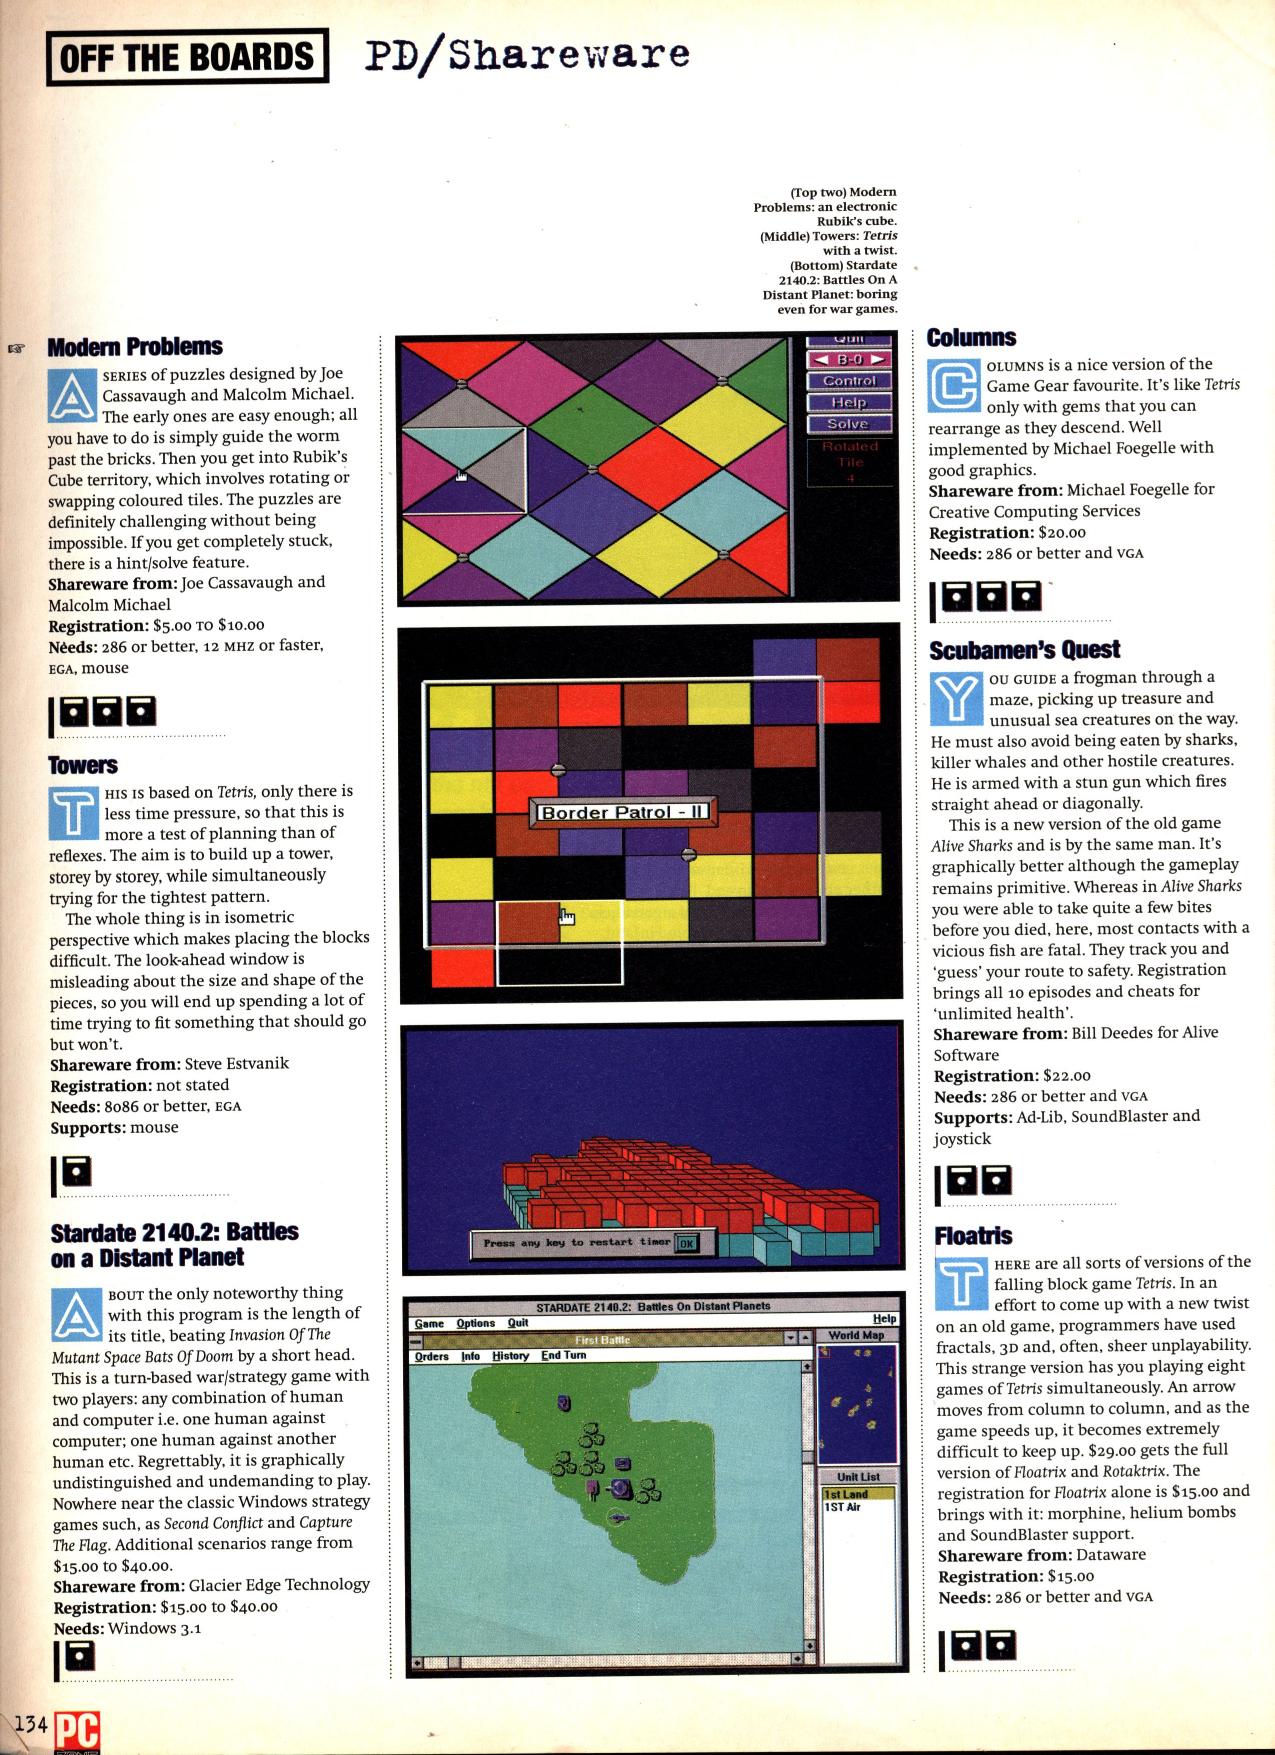 OFF THE BOARDS
PD/Shareware
(Top two) Modern
Problems: an electronic
Rubik's cube.
(Middle) Towers: Tetris
with a twist.
(Bottom) Stardate
2140.2: Battles On A
Distant Planet: boring
even for war games.
Modern Problems
A SERIES of puzzles designed by Joe
Cassavaugh and Malcolm Michael.
The early ones are easy enough; all
you have to do is simply guide the worm
past the bricks. Then you get into Rubik's
Cube territory, which involves rotating or
swapping coloured tiles. The puzzles are
definitely challenging without being
impossible. If you get completely stuck,
there is a hint/solve feature.
Shareware from: Joe Cassavaugh and
Malcolm Michael
Registration: $5.00 TO $10.00
Needs: 286 or better, 12 MHZ or faster,
EGA, mouse
Towers
THIS IS based on Tetris, only there is
less time pressure, so that this is
more a test of planning than of
reflexes. The aim is to build up a tower,
storey by storey, while simultaneously
trying for the tightest pattern.
The whole thing is in isometric
perspective which makes placing the blocks
difficult. The look-ahead window is
misleading about the size and shape of the
pieces, so you will end up spending a lot of
time trying to fit something that should go
but won't.
Shareware from: Steve Estvanik
Registration: not stated
Needs: 8086 or better, EGA
Supports: mouse
Stardate 2140.2: Battles
on a Distant Planet
ABOUT the only noteworthy thing
with this program is the length of
its title, beating Invasion Of The
Mutant Space Bats Of Doom by a short head.
This is a turn-based war/strategy game with
two players: any combination of human
and computer i.e. one human against
computer; one human against another
human etc. Regrettably, it is graphically
undistinguished and undemanding to play.
Nowhere near the classic Windows strategy
games such, as Second Conflict and Capture
The Flag. Additional scenarios range from
$15.00 to $40.00.
Shareware from: Glacier Edge Technology
Registration: $15.00 to $40.00
Needs: Windows 3.1
Quit
B-0
Control
Help
Solve
Rotated
Tile
4
Border Patrol - II
Press any key to restart timer OK
STARDATE 2140.2: Battles On Distant Planets
Game Options Quit Help
First Battle
World Map
Orders Info History End Turn
Unit List
1st Land
1ST Air
Columns
COLUMNS is a nice version of the
Game Gear favourite. It's like Tetris
only with gems that you can
rearrange as they descend. Well
implemented by Michael Foegelle with
good graphics.
Shareware from: Michael Foegelle for
Creative Computing Services
Registration: $20.00
Needs: 286 or better and VGA
Scubamen's Quest
YOU GUIDE a frogman through a
maze, picking up treasure and
unusual sea creatures on the way.
He must also avoid being eaten by sharks,
killer whales and other hostile creatures.
He is armed with a stun gun which fires
straight ahead or diagonally.
This is a new version of the old game
Alive Sharks and is by the same man. It's
graphically better although the gameplay
remains primitive. Whereas in Alive Sharks
you were able to take quite a few bites
before you died, here, most contacts with a
vicious fish are fatal. They track you and
'guess' your route to safety. Registration
brings all 10 episodes and cheats for
'unlimited health'.
Shareware from: Bill Deedes for Alive
Software
Registration: $22.00
Needs: 286 or better and VGA
Supports: Ad-Lib, SoundBlaster and
joystick
Floatris
THERE are all sorts of versions of the
falling block game Tetris. In an
effort to come up with a new twist
on an old game, programmers have used
fractals, 3D and, often, sheer unplayability.
This strange version has you playing eight
games of Tetris simultaneously. An arrow
moves from column to column, and as the
game speeds up, it becomes extremely
difficult to keep up. $29.00 gets the full
version of Floatrix and Rotaktrix. The
registration for Floatrix alone is $15.00 and
brings with it: morphine, helium bombs
and SoundBlaster support.
Shareware from: Dataware
Registration: $15.00
Needs: 286 or better and VGA
134 PC